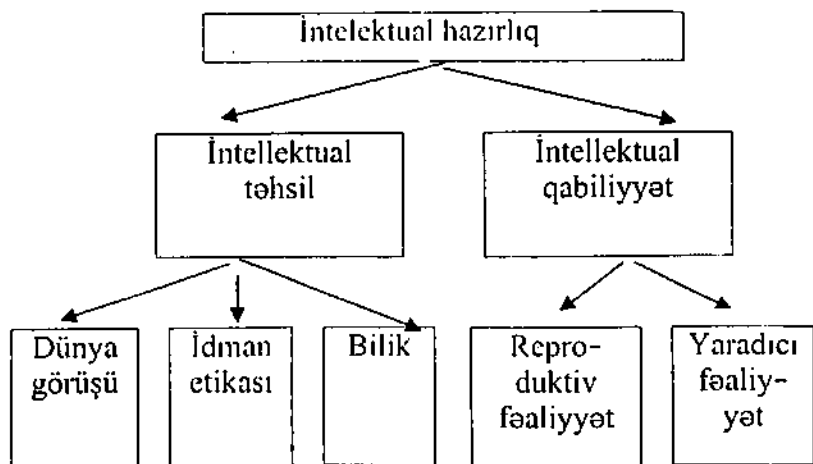 İntelektual hazırlıq
İntellektual
təhsil
İntellektual
qabiliyyət
Dünya
görüşü
İdman
etikası
Bilik
Repro-
duktiv
fəaliyyət
Yaradıcı
fəaliy-
yət